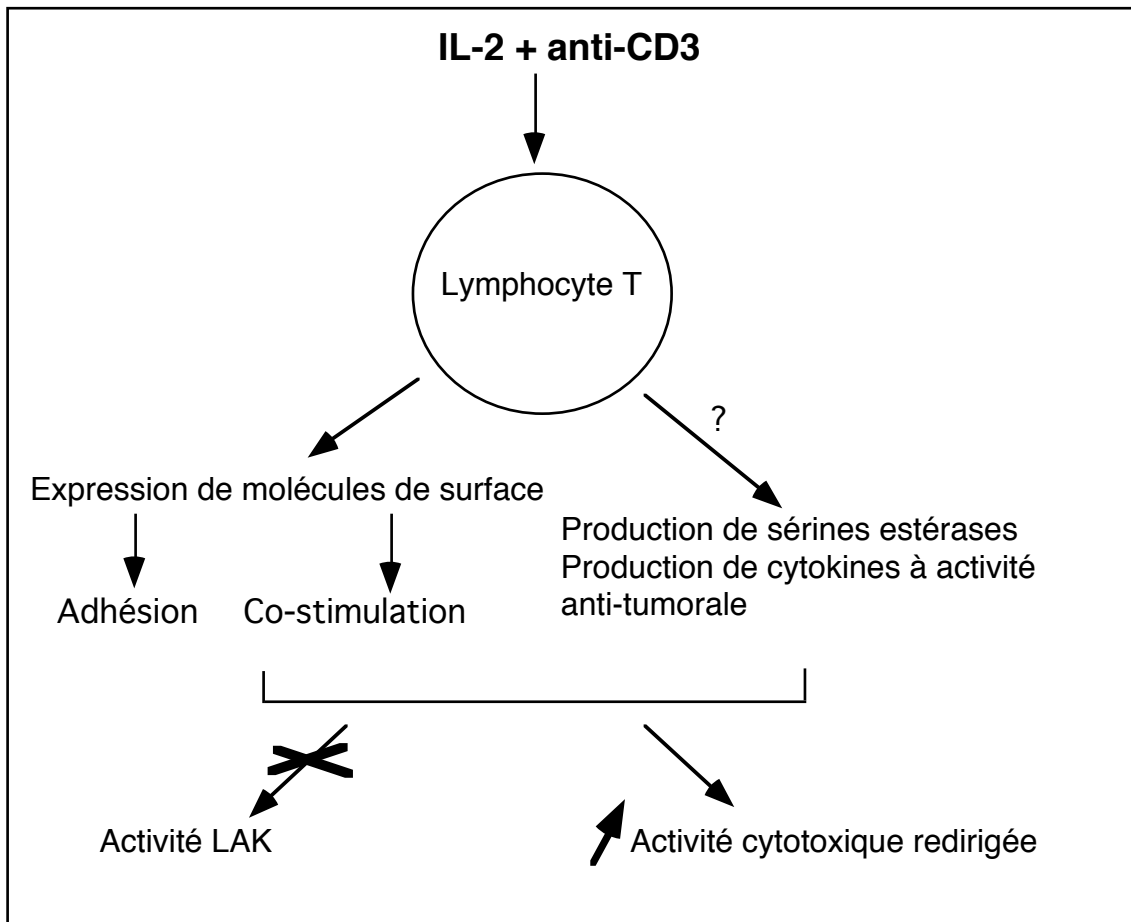 IL-2 + anti-CD3
Lymphocyte T
?
Expression de molécules de surface
Adhésion
Co-stimulation
Production de sérines estérases
Production de cytokines à activité
anti-tumorale
Activité LAK
Activité cytotoxique redirigée